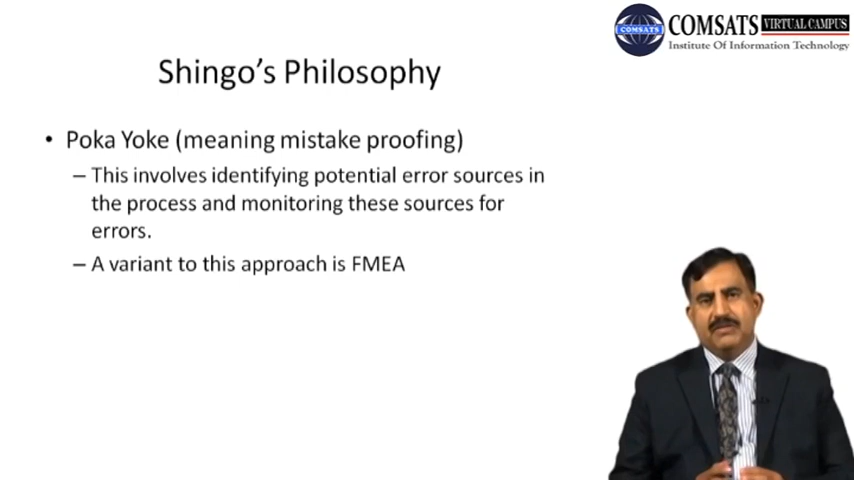 COMSATS VIRTUAL CAMPUS
COMSATS
Institute Of Information Technology
Shingo's Philosophy
• Poka Yoke (meaning mistake proofing)
– This involves identifying potential error sources in
the process and monitoring these sources for
errors.
– A variant to this approach is FMEA